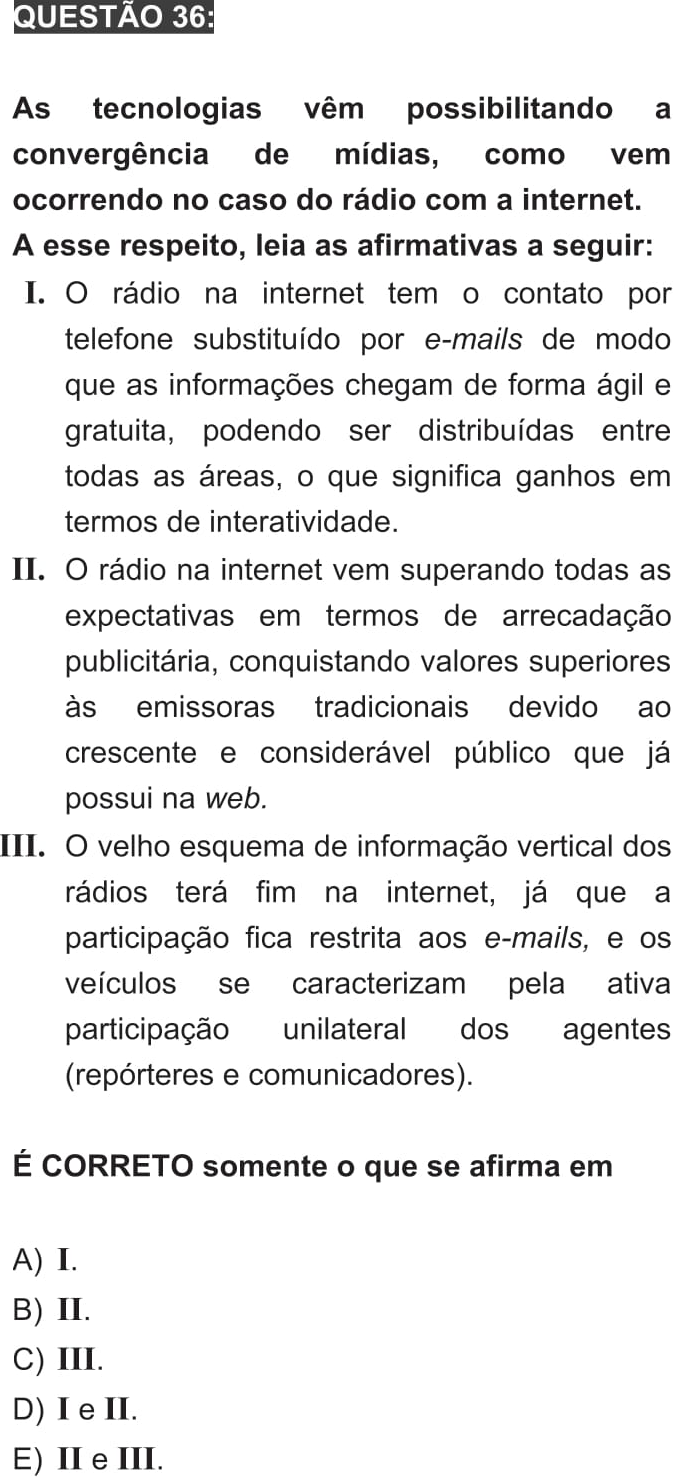 QUESTÃO 36:
As tecnologias vêm possibilitando a
convergência de mídias, como vem
ocorrendo no caso do rádio com a internet.
A esse respeito, leia as afirmativas a seguir:
I. O rádio na internet tem o contato por
telefone substituído por e-mails de modo
que as informações chegam de forma ágil e
gratuita, podendo ser distribuídas entre
todas as áreas, o que significa ganhos em
termos de interatividade.
II. O rádio na internet vem superando todas as
expectativas em termos de arrecadação
publicitária, conquistando valores superiores
às emissoras tradicionais devido ao
crescente e considerável público que já
possui na web.
III. O velho esquema de informação vertical dos
rádios terá fim na internet, já que a
participação fica restrita aos e-mails, e os
veículos se caracterizam pela ativa
participação unilateral dos agentes
(repórteres e comunicadores).
É CORRETO somente o que se afirma em
A) I.
B) II.
C) III.
D) I e II.
E) II e III.